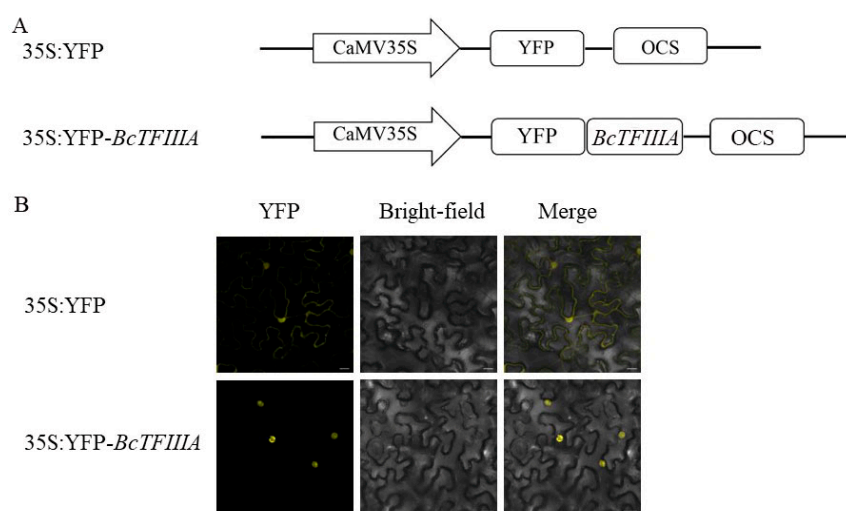 A
35S:YFP
CaMV35S YFP OCS
35S:YFP-BcTFIIIA
CaMV35S YFP BcTFIIIA OCS
B
YFP Bright-field Merge
35S:YFP
35S:YFP-BcTFIIIA